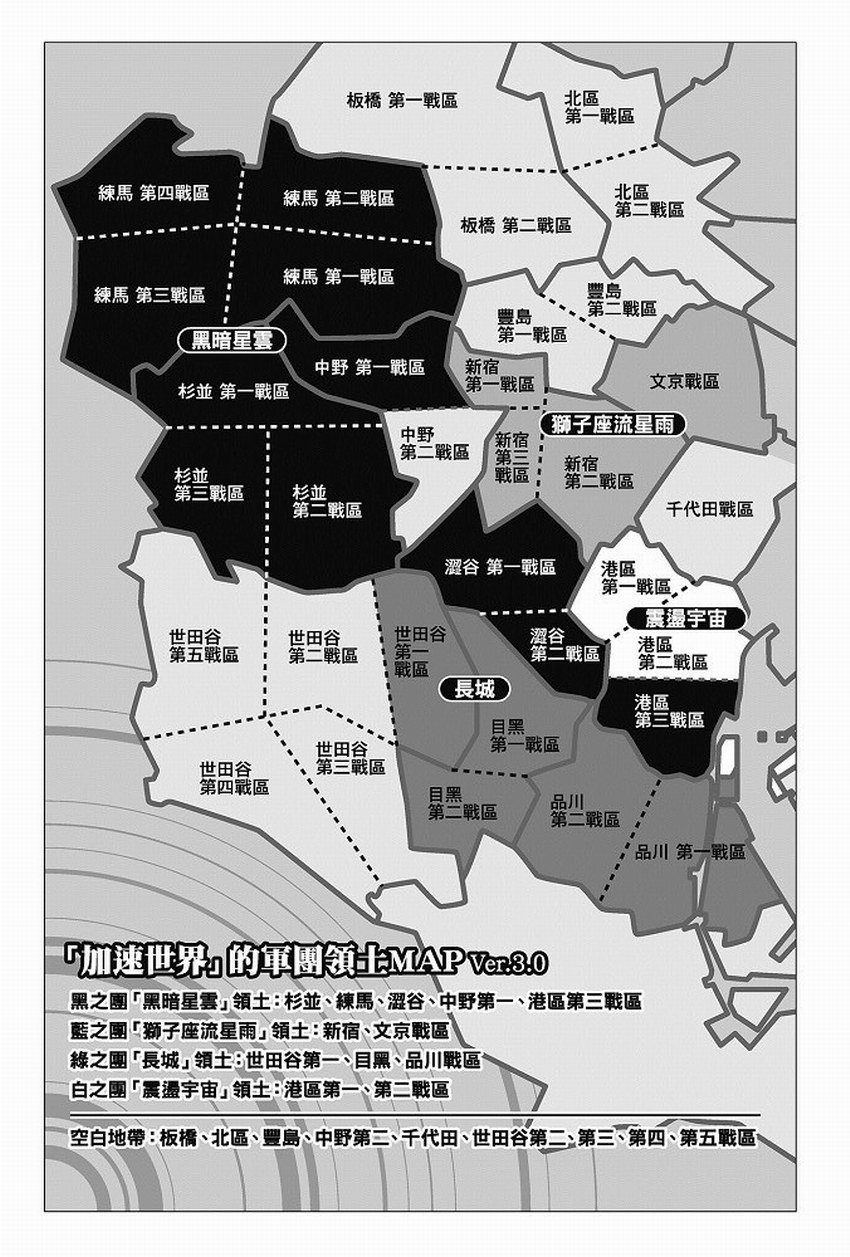 板橋 第一戰區
北區
第一戰區
練馬 第四戰區
練馬 第二戰區
北區
第二戰區
板橋 第二戰區
練馬 第三戰區
練馬 第一戰區
豐島
第二戰區
豐島
第一戰區
黑暗星雲
中野 第一戰區
新宿
第一戰區
文京戰區
杉並 第一戰區
獅子座流星雨
中野
第二戰區
新宿
第三
戰區
新宿
第二戰區
杉並
第三戰區
杉並
第二戰區
千代田戰區
澀谷 第一戰區
港區
第一戰區
震盪宇宙
世田谷
第五戰區
世田谷
第二戰區
世田谷
第一
戰區
澀谷
第二戰區
港區
第二戰區
長城
港區
第三戰區
目黑
第一戰區
世田谷
第三戰區
世田谷
第四戰區
目黑
第二戰區
品川
第二戰區
品川 第一戰區
「加速世界」的軍團領土MAP Ver.3.0
黑之團「黑暗星雲」領土：杉並、練馬、澀谷、中野第一、港區第三戰區
藍之團「獅子座流星雨」領土：新宿、文京戰區
綠之團「長城」領土：世田谷第一、目黑、品川戰區
白之團「震盪宇宙」領土：港區第一、第二戰區
空白地帶：板橋、北區、豐島、中野第二、千代田、世田谷第二、第三、第四、第五戰區